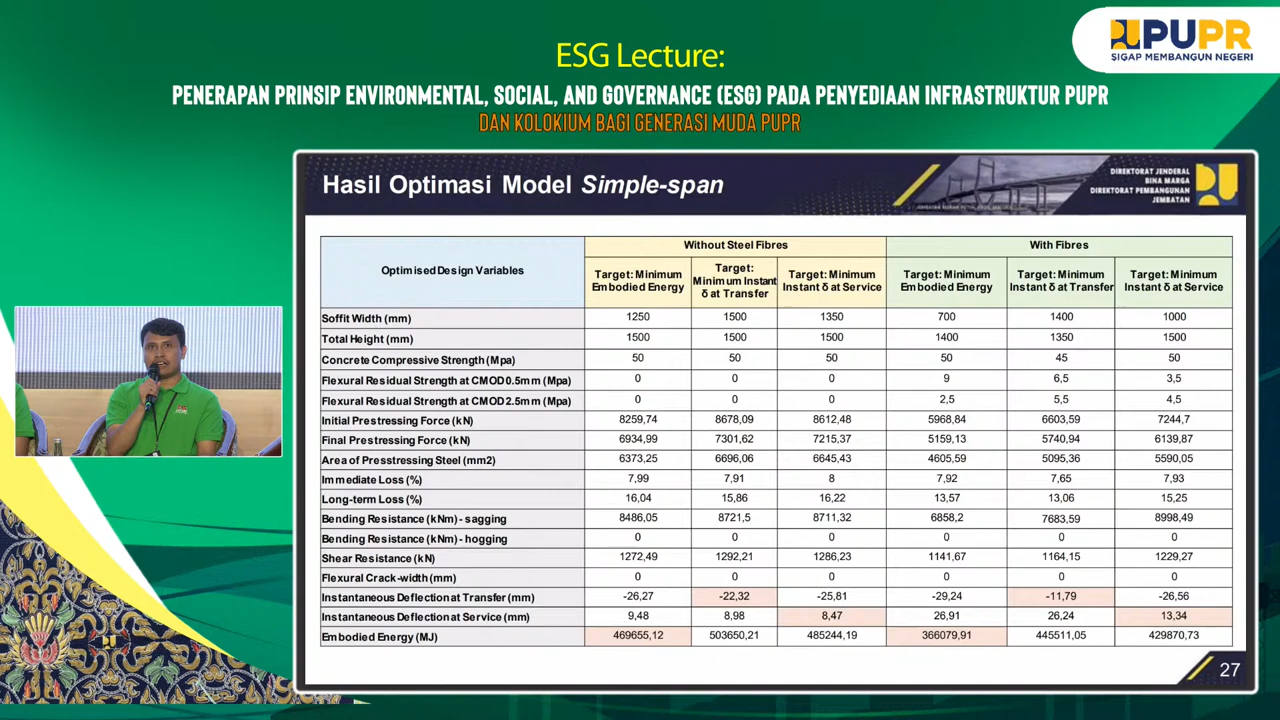 PUPR
SIGAP MEMBANGUN NEGERI
ESG Lecture:
PENERAPAN PRINSIP ENVIRONMENTAL, SOCIAL, AND GOVERNANCE (ESG) PADA PENYEDIAAN INFRASTRUKTUR PUPR
DAN KOLOKIUM BAGI GENERASI MUDA PUPR
Hasil Optimasi Model Simple-span
DIREKTORAT JENDERAL
BINA MARGA
DIREKTORAT PEMBANGUNAN
JEMBATAN
Optimised Design Variables Without Steel Fibres With Fibres
Target: Minimum Embodied Energy Target: Minimum Instant δ at Transfer Target: Minimum Instant δ at Service Target: Minimum Embodied Energy Target: Minimum Instant δ at Transfer Target: Minimum Instant δ at Service
Soffit Width (mm) 1250 1500 1350 700 1400 1000
Total Height (mm) 1500 1500 1500 1400 1350 1500
Concrete Compressive Strength (Mpa) 50 50 50 50 45 50
Flexural Residual Strength at CMOD 0.5mm (Mpa) 0 0 0 9 6,5 3,5
Flexural Residual Strength at CMOD 2.5mm (Mpa) 0 0 0 2,5 5,5 4,5
Initial Prestressing Force (kN) 8259,74 8678,09 8612,48 5968,84 6603,59 7244,7
Final Prestressing Force (kN) 6934,99 7301,62 7215,37 5159,13 5740,94 6139,87
Area of Presstressing Steel (mm2) 6373,25 6696,06 6645,43 4605,59 5095,36 5590,05
Immediate Loss (%) 7,99 7,91 8 7,92 7,65 7,93
Long-term Loss (%) 16,04 15,86 16,22 13,57 13,06 15,25
Bending Resistance (kNm) - sagging 8486,05 8721,5 8711,32 6858,2 7683,59 8998,49
Bending Resistance (kNm) - hogging 0 0 0 0 0 0
Shear Resistance (kN) 1272,49 1292,21 1286,23 1141,67 1164,15 1229,27
Flexural Crack-width (mm) 0 0 0 0 0 0
Instantaneous Deflection at Transfer (mm) -26,27 -22,32 -25,81 -29,24 -11,79 -26,56
Instantaneous Deflection at Service (mm) 9,48 8,98 8,47 26,91 26,24 13,34
Embodied Energy (MJ) 469655,12 503650,21 485244,19 366079,91 445511,05 429870,73
27